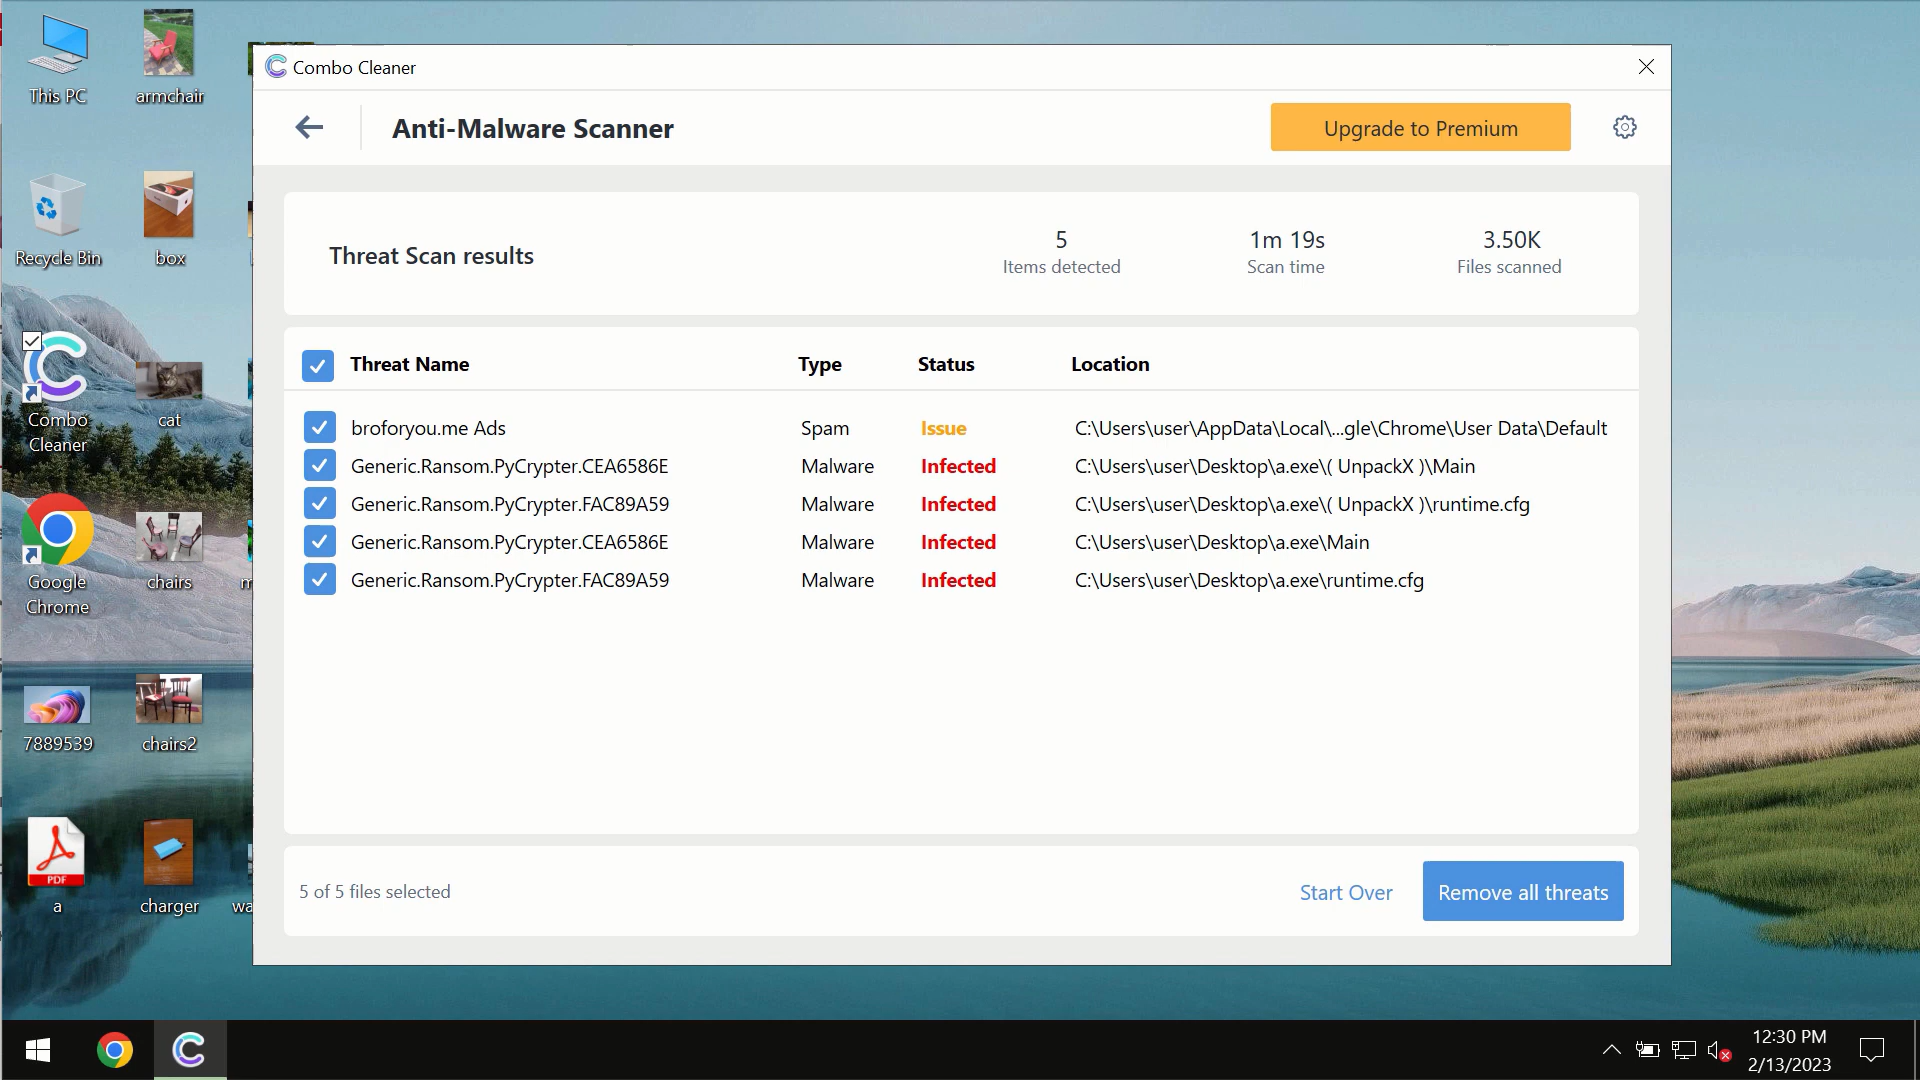 This PC
armchair
Recycle Bin
box
Combo
Cleaner
cat
Google
Chrome
chairs
m
7889539
chairs2
PDF
a
charger
wa
Combo Cleaner
Anti-Malware Scanner
Upgrade to Premium
Threat Scan results
5
Items detected
1m 19s
Scan time
3.50K
Files scanned
Threat Name Type Status Location
broforyou.me Ads Spam Issue C:\Users\user\AppData\Local\...gle\Chrome\User Data\Default
Generic.Ransom.PyCrypter.CEA6586E Malware Infected C:\Users\user\Desktop\a.exe\( UnpackX )\Main
Generic.Ransom.PyCrypter.FAC89A59 Malware Infected C:\Users\user\Desktop\a.exe\( UnpackX )\runtime.cfg
Generic.Ransom.PyCrypter.CEA6586E Malware Infected C:\Users\user\Desktop\a.exe\Main
Generic.Ransom.PyCrypter.FAC89A59 Malware Infected C:\Users\user\Desktop\a.exe\runtime.cfg
5 of 5 files selected
Start Over
Remove all threats
12:30 PM
2/13/2023